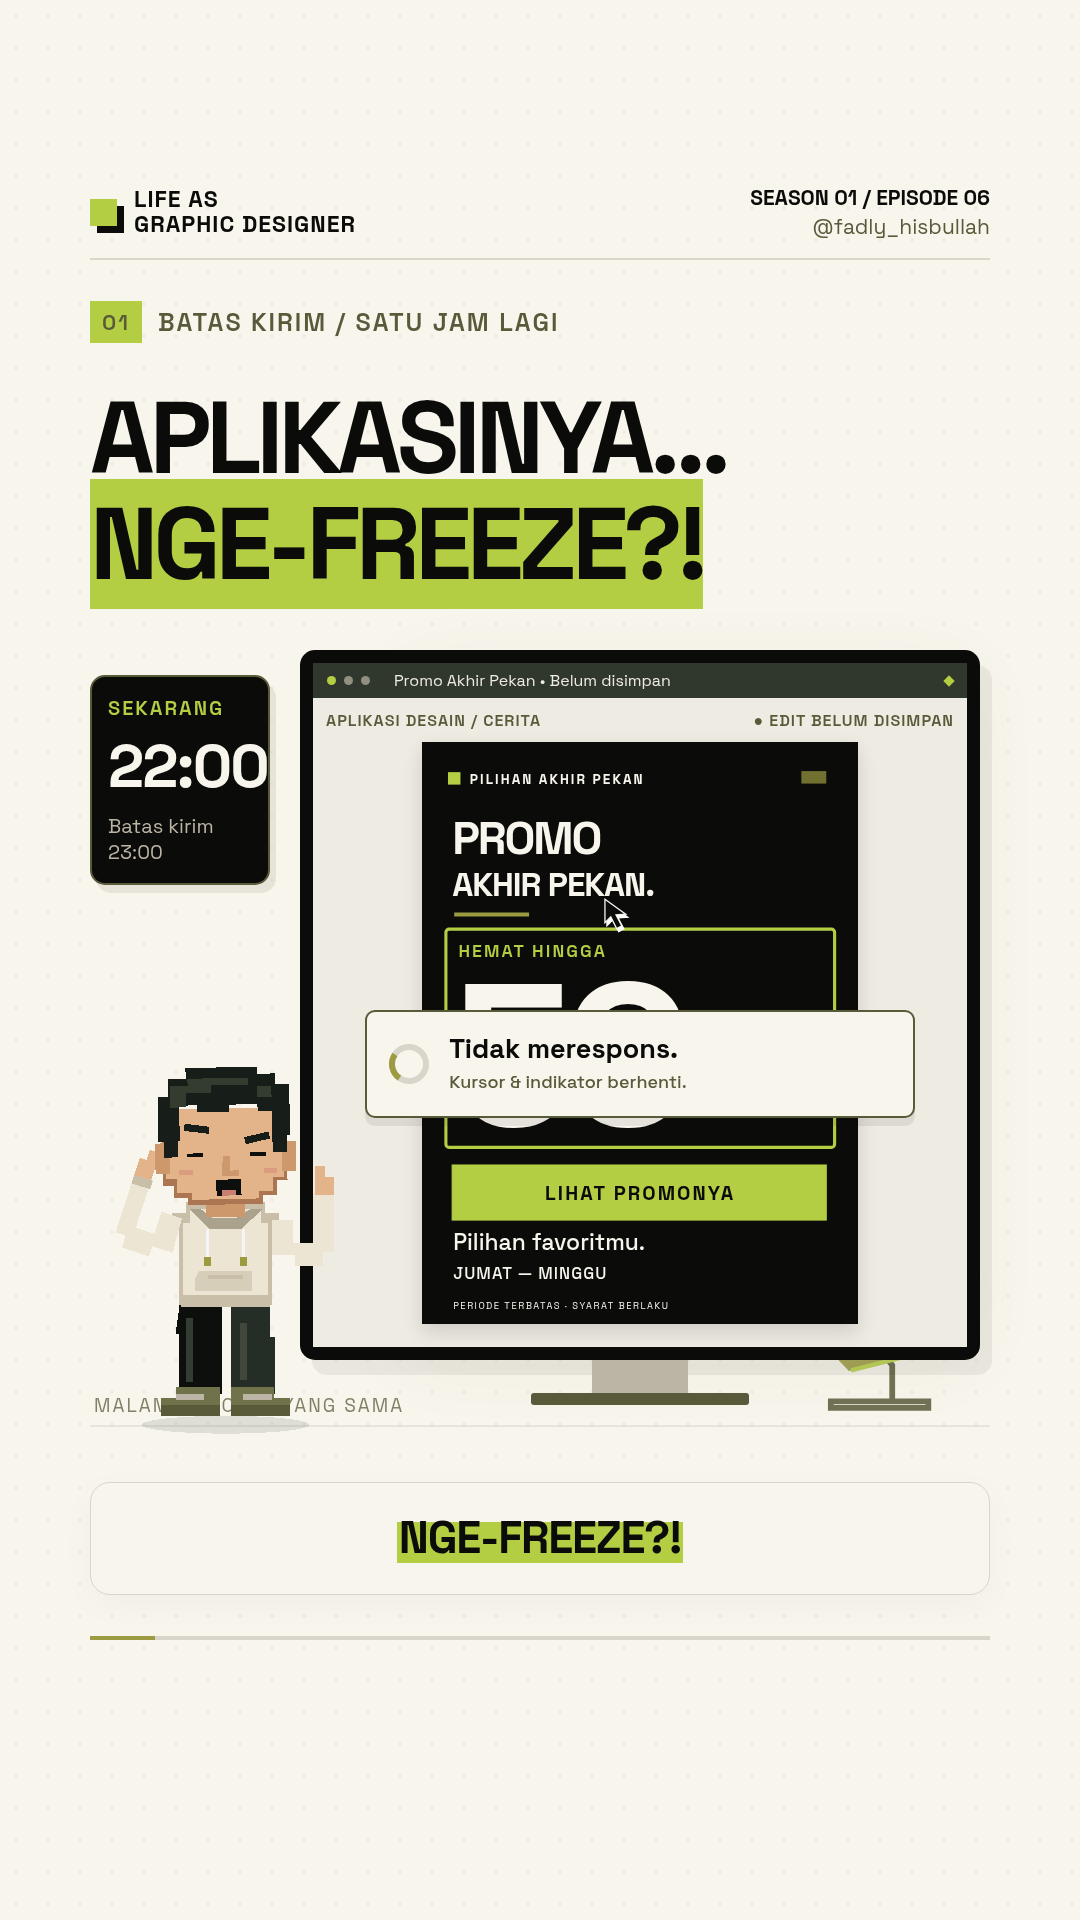 LIFE AS
GRAPHIC DESIGNER
SEASON 01 / EPISODE 06
@fadly_hisbullah
01 BATAS KIRIM / SATU JAM LAGI
APLIKASINYA...
NGE-FREEZE?!
SEKARANG
22:00
Batas kirim
23:00
Promo Akhir Pekan • Belum disimpan
APLIKASI DESAIN / CERITA
● EDIT BELUM DISIMPAN
PILIHAN AKHIR PEKAN
PROMO
AKHIR PEKAN.
HEMAT HINGGA
Tidak merespons.
Kursor & indikator berhenti.
LIHAT PROMONYA
Pilihan favoritmu.
JUMAT — MINGGU
PERIODE TERBATAS · SYARAT BERLAKU
YANG SAMA
NGE-FREEZE?!